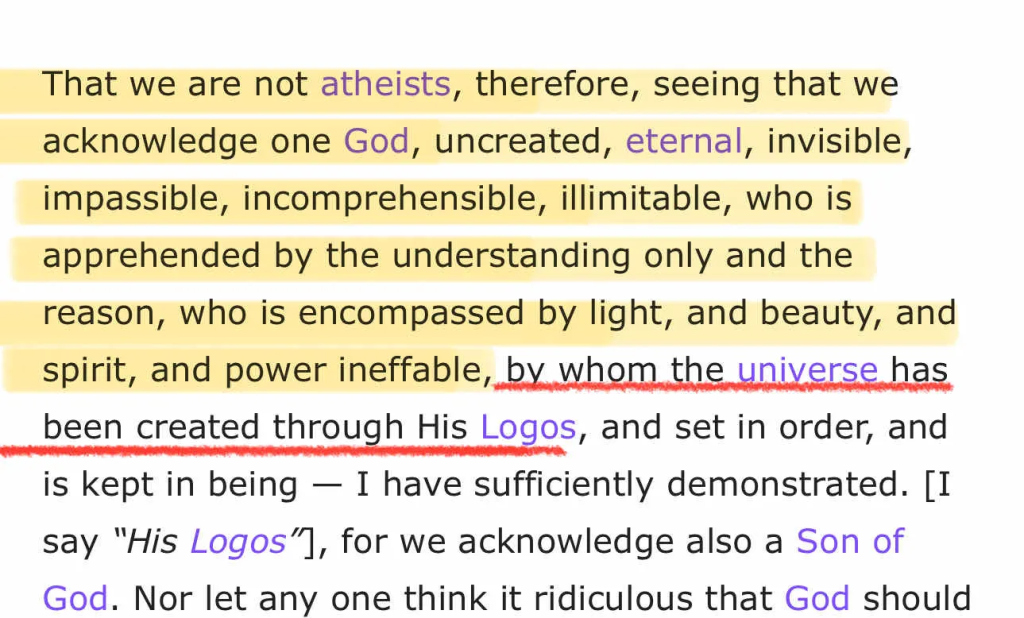 That we are not atheists, therefore, seeing that we
acknowledge one God, uncreated, eternal, invisible,
impassible, incomprehensible, illimitable, who is
apprehended by the understanding only and the
reason, who is encompassed by light, and beauty, and
spirit, and power ineffable, by whom the universe has
been created through His Logos, and set in order, and
is kept in being — I have sufficiently demonstrated. [I
say “His Logos”], for we acknowledge also a Son of
God. Nor let any one think it ridiculous that God should